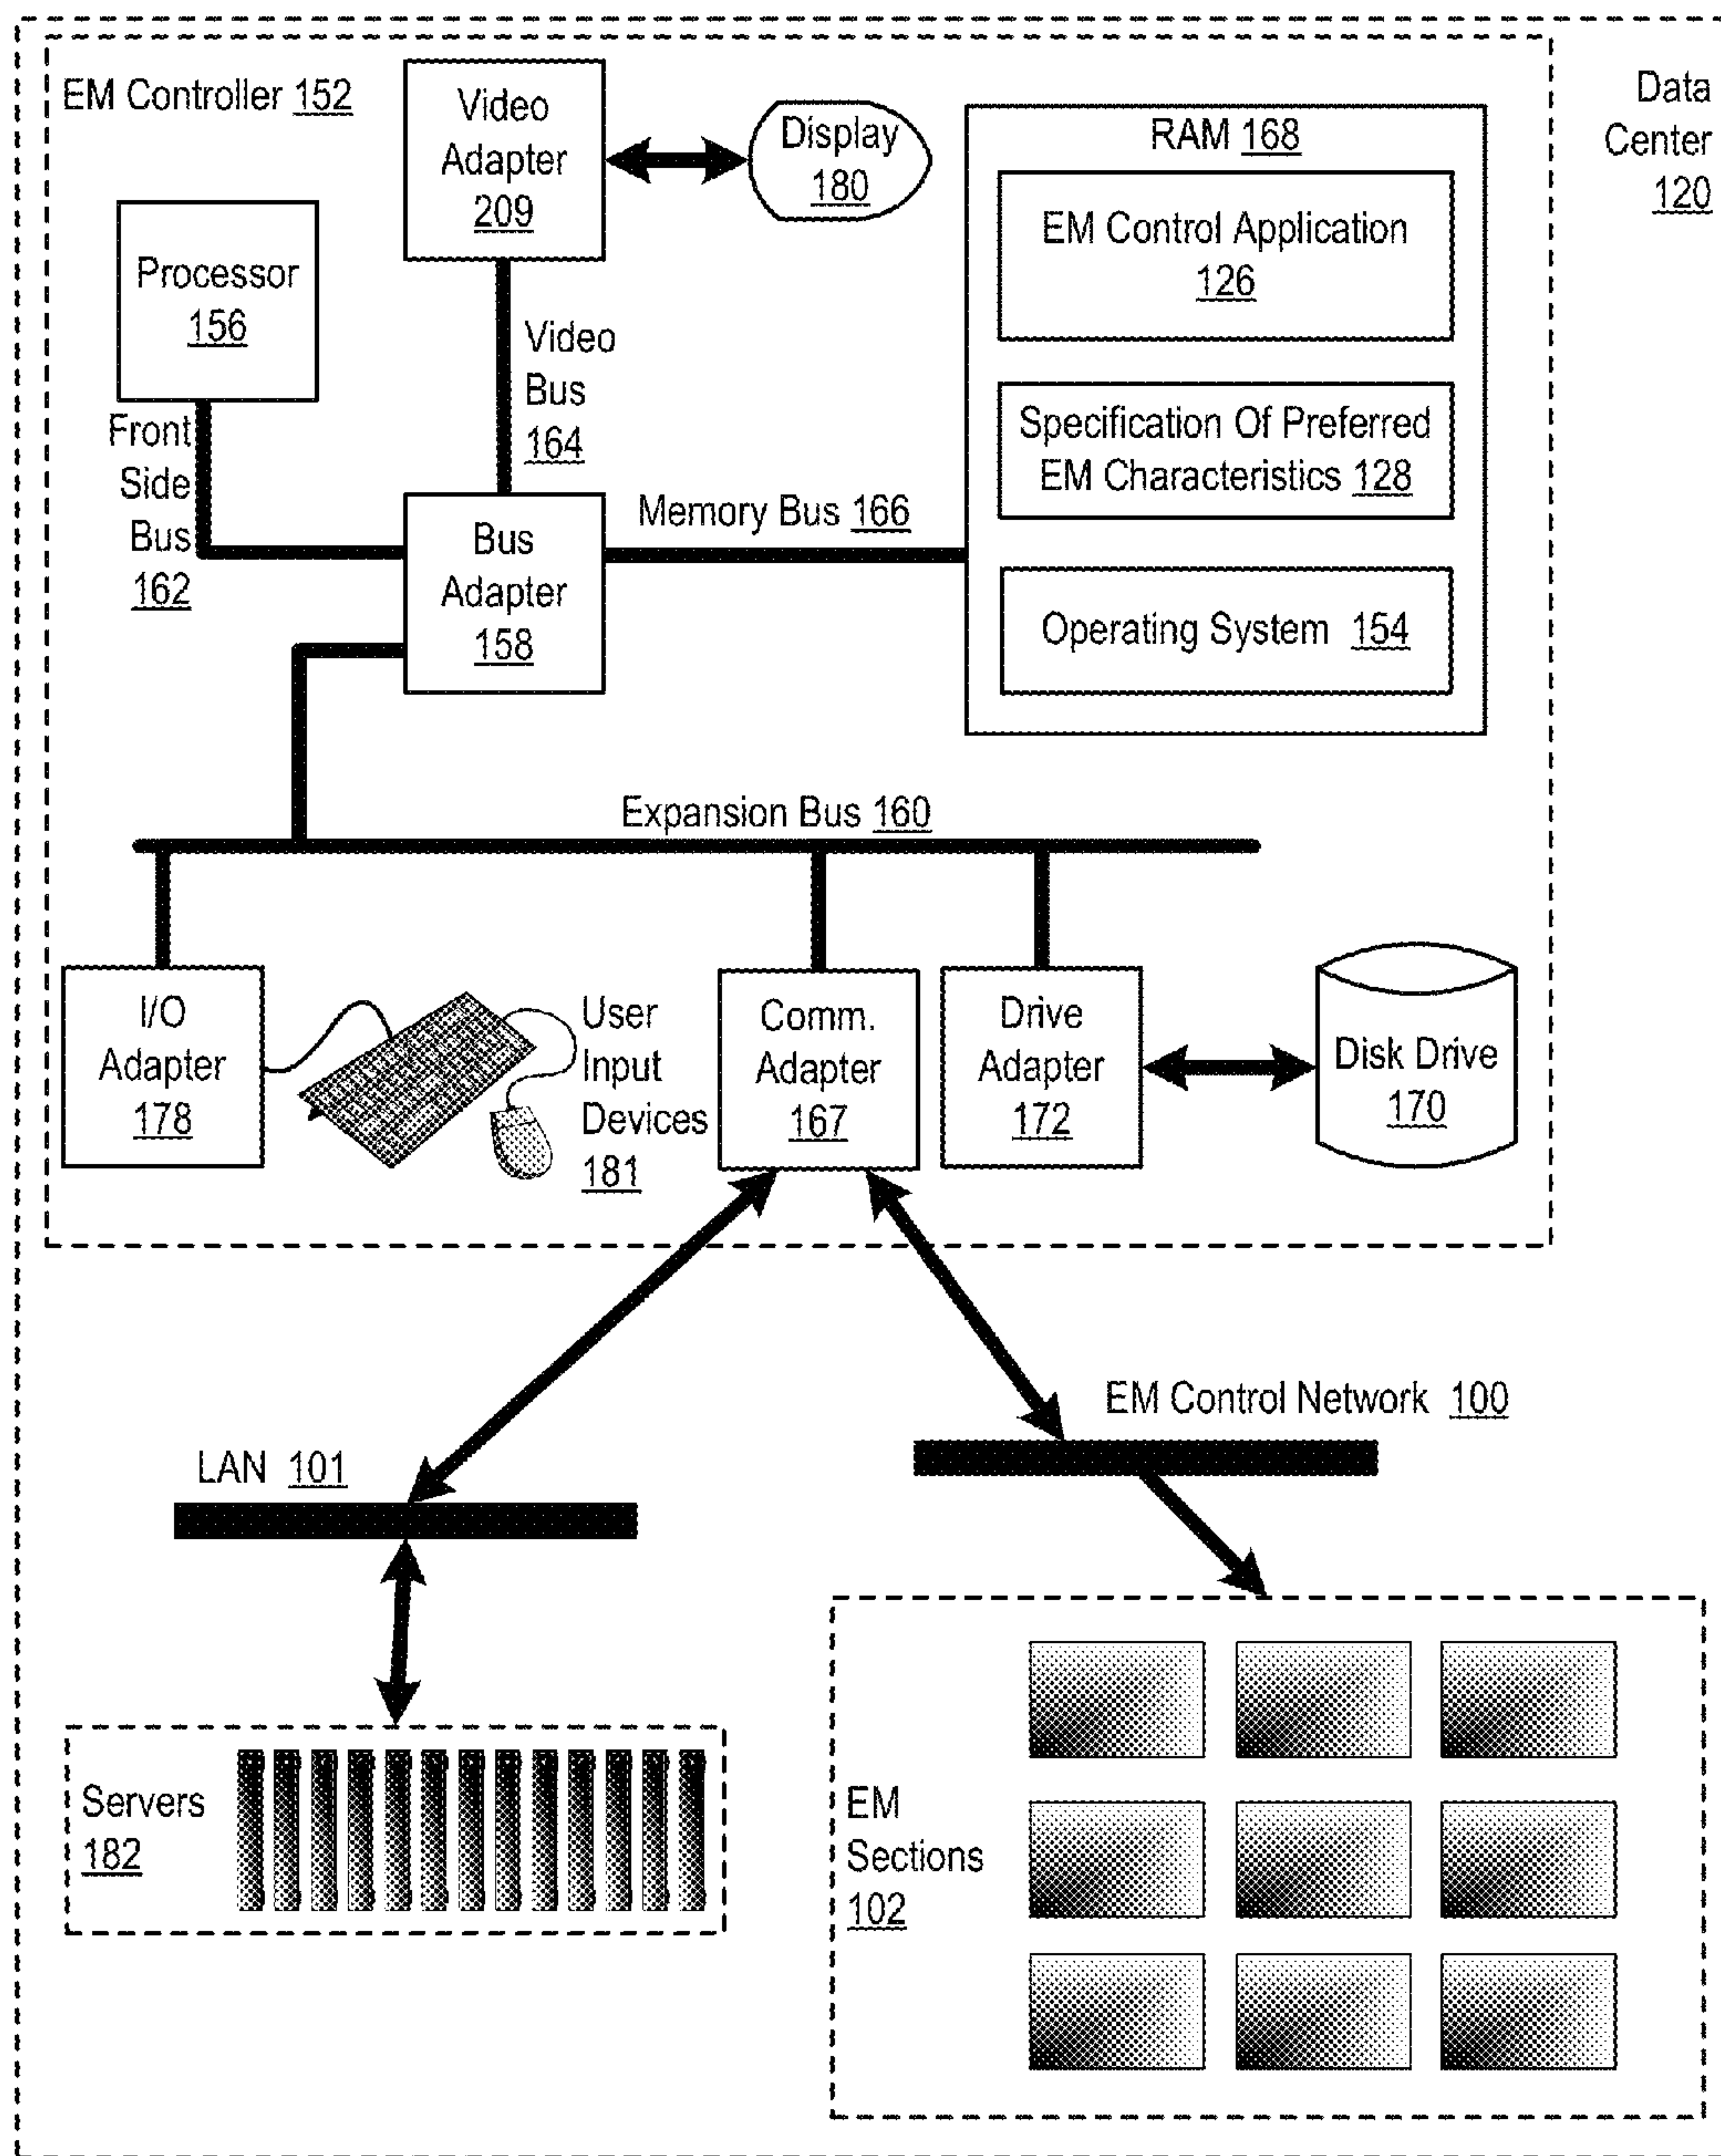 EM Controller 152
Data
Center
120
Video
Adapter
209
Display
180
RAM 168
EM Control Application
126
Specification Of Preferred
EM Characteristics 128
Operating System 154
Processor
156
Video
Bus
164
Front
Side
Bus
162
Bus
Adapter
158
Memory Bus 166
Expansion Bus 160
I/O
Adapter
178
User
Input
Devices
181
Comm.
Adapter
167
Drive
Adapter
172
Disk Drive
170
EM Control Network 100
LAN 101
Servers
182
EM
Sections
102